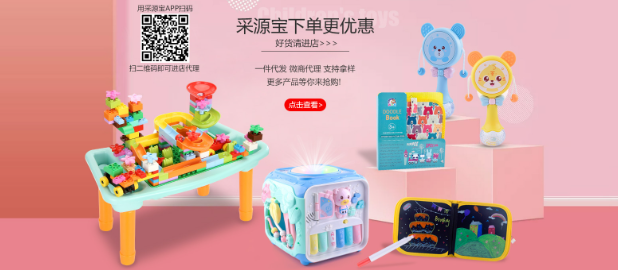 用采源宝APP扫码
扫二维码即可进店代理
Children's toys
采源宝下单更优惠
好货清进店>>>
一件代发 微商代理 支持拿样
更多产品等你来抢购!
点击查看>
DOODLE
Book